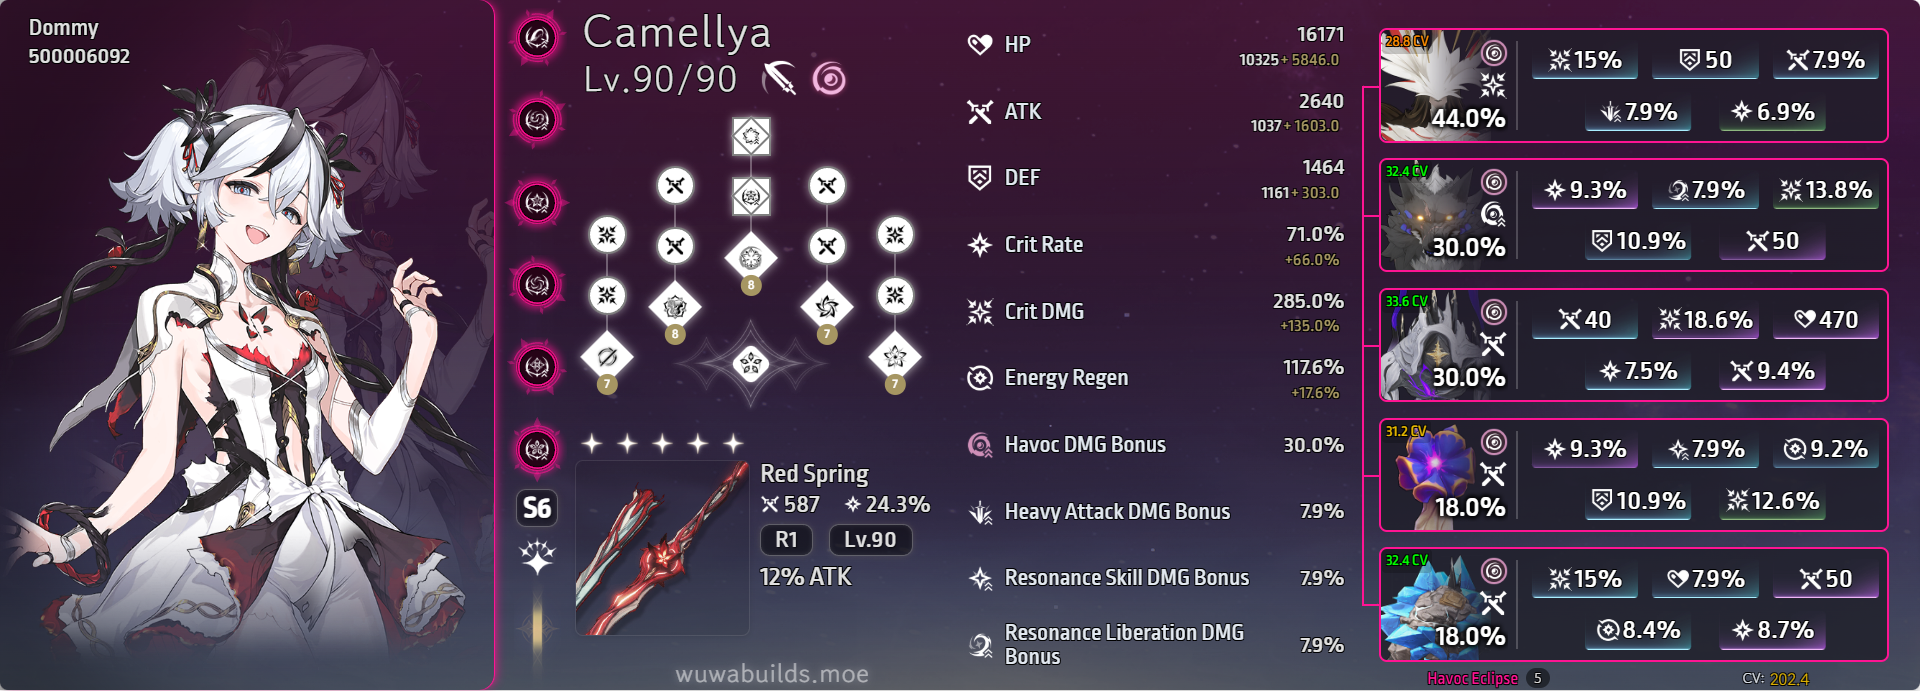 Dommy
500006092
Camellya
Lv.90/90
8
8
7
7
7
S6
Red Spring
587 24.3%
R1 Lv.90
12% ATK
wuwabuilds.moe
HP 16171
10325+5846.0
ATK 2640
1037+1603.0
DEF 1464
1161+303.0
Crit Rate 71.0%
+66.0%
Crit DMG 285.0%
+135.0%
Energy Regen 117.6%
+17.6%
Havoc DMG Bonus 30.0%
Heavy Attack DMG Bonus 7.9%
Resonance Skill DMG Bonus 7.9%
Resonance Liberation DMG
Bonus 7.9%
28.8 CV
44.0%
15% 50 7.9%
7.9% 6.9%
32.4 CV
30.0%
9.3% 7.9% 13.8%
10.9% 50
33.6 CV
30.0%
40 18.6% 470
7.5% 9.4%
31.2 CV
18.0%
9.3% 7.9% 9.2%
10.9% 12.6%
32.4 CV
18.0%
15% 7.9% 50
8.4% 8.7%
Havoc Eclipse 5 CV: 202.4